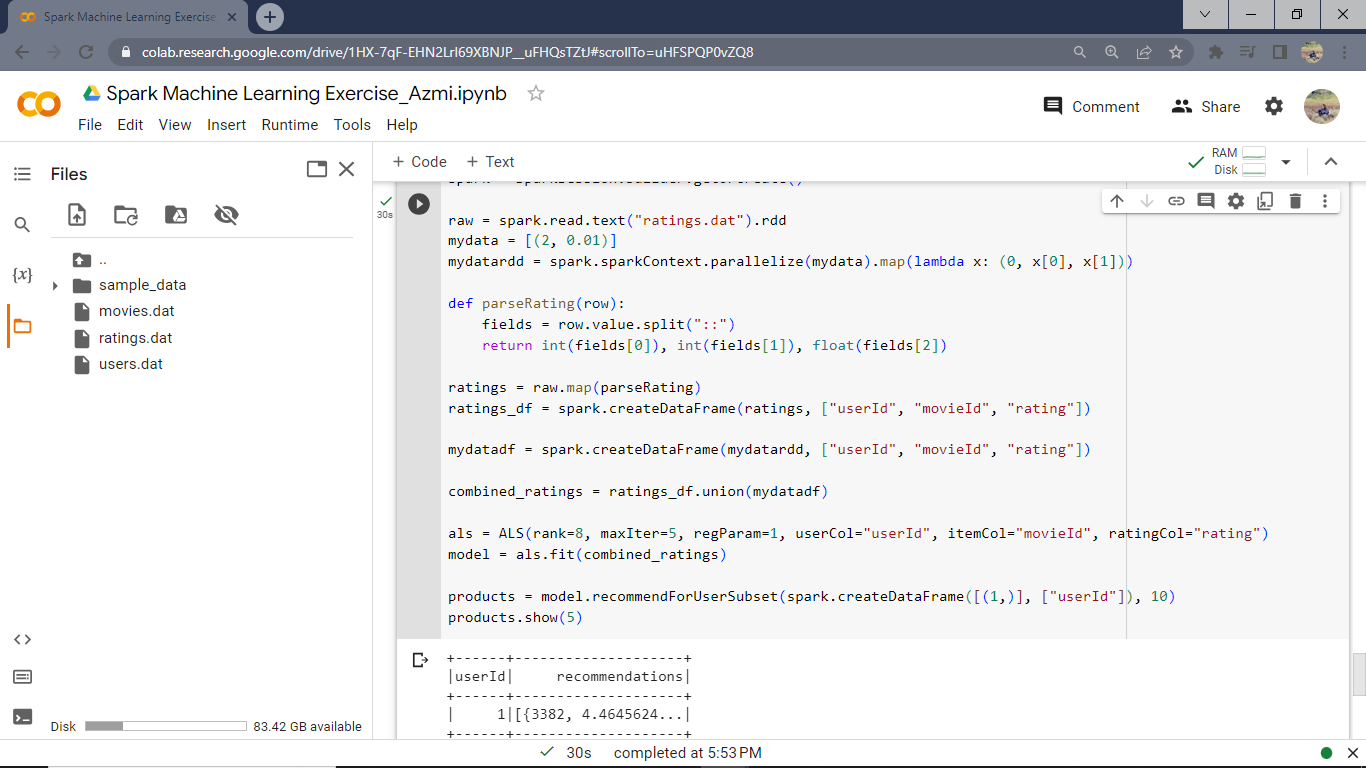 Spark Machine Learning Exercise
colab.research.google.com/drive/1HX-7qF-EHN2Lrl69XBNJP__uFHQsTZtJ#scrollTo=uHFSPQP0vZQ8
Spark Machine Learning Exercise_Azmi.ipynb
Comment
Share
File Edit View Insert Runtime Tools Help
Files
+ Code + Text
RAM
Disk
30s
..
sample_data
movies.dat
ratings.dat
users.dat
{x}
raw = spark.read.text("ratings.dat").rdd
mydata = [(2, 0.01)]
mydatardd = spark.sparkContext.parallelize(mydata).map(lambda x: (0, x[0], x[1]))
def parseRating(row):
    fields = row.value.split("::")
    return int(fields[0]), int(fields[1]), float(fields[2])
ratings = raw.map(parseRating)
ratings_df = spark.createDataFrame(ratings, ["userId", "movieId", "rating"])
mydatadf = spark.createDataFrame(mydatardd, ["userId", "movieId", "rating"])
combined_ratings = ratings_df.union(mydatadf)
als = ALS(rank=8, maxIter=5, regParam=1, userCol="userId", itemCol="movieId", ratingCol="rating")
model = als.fit(combined_ratings)
products = model.recommendForUserSubset(spark.createDataFrame([(1,)], ["userId"]), 10)
products.show(5)
+------+--------------------+
|userId|     recommendations|
+------+--------------------+
|     1|[{3382, 4.4645624...|
+------+--------------------+
Disk
83.42 GB available
30s completed at 5:53 PM